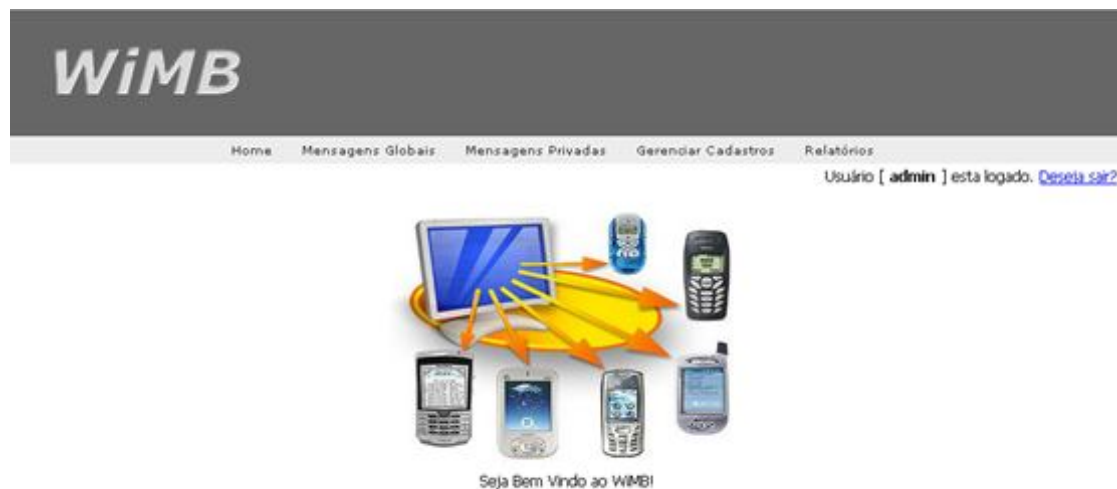 WiMB
Home Mensagens Globais Mensagens Privadas Gerenciar Cadastros Relatórios
Usuário [ admin ] esta logado. Deseja sair?
Seja Bem Vindo ao WiMB!